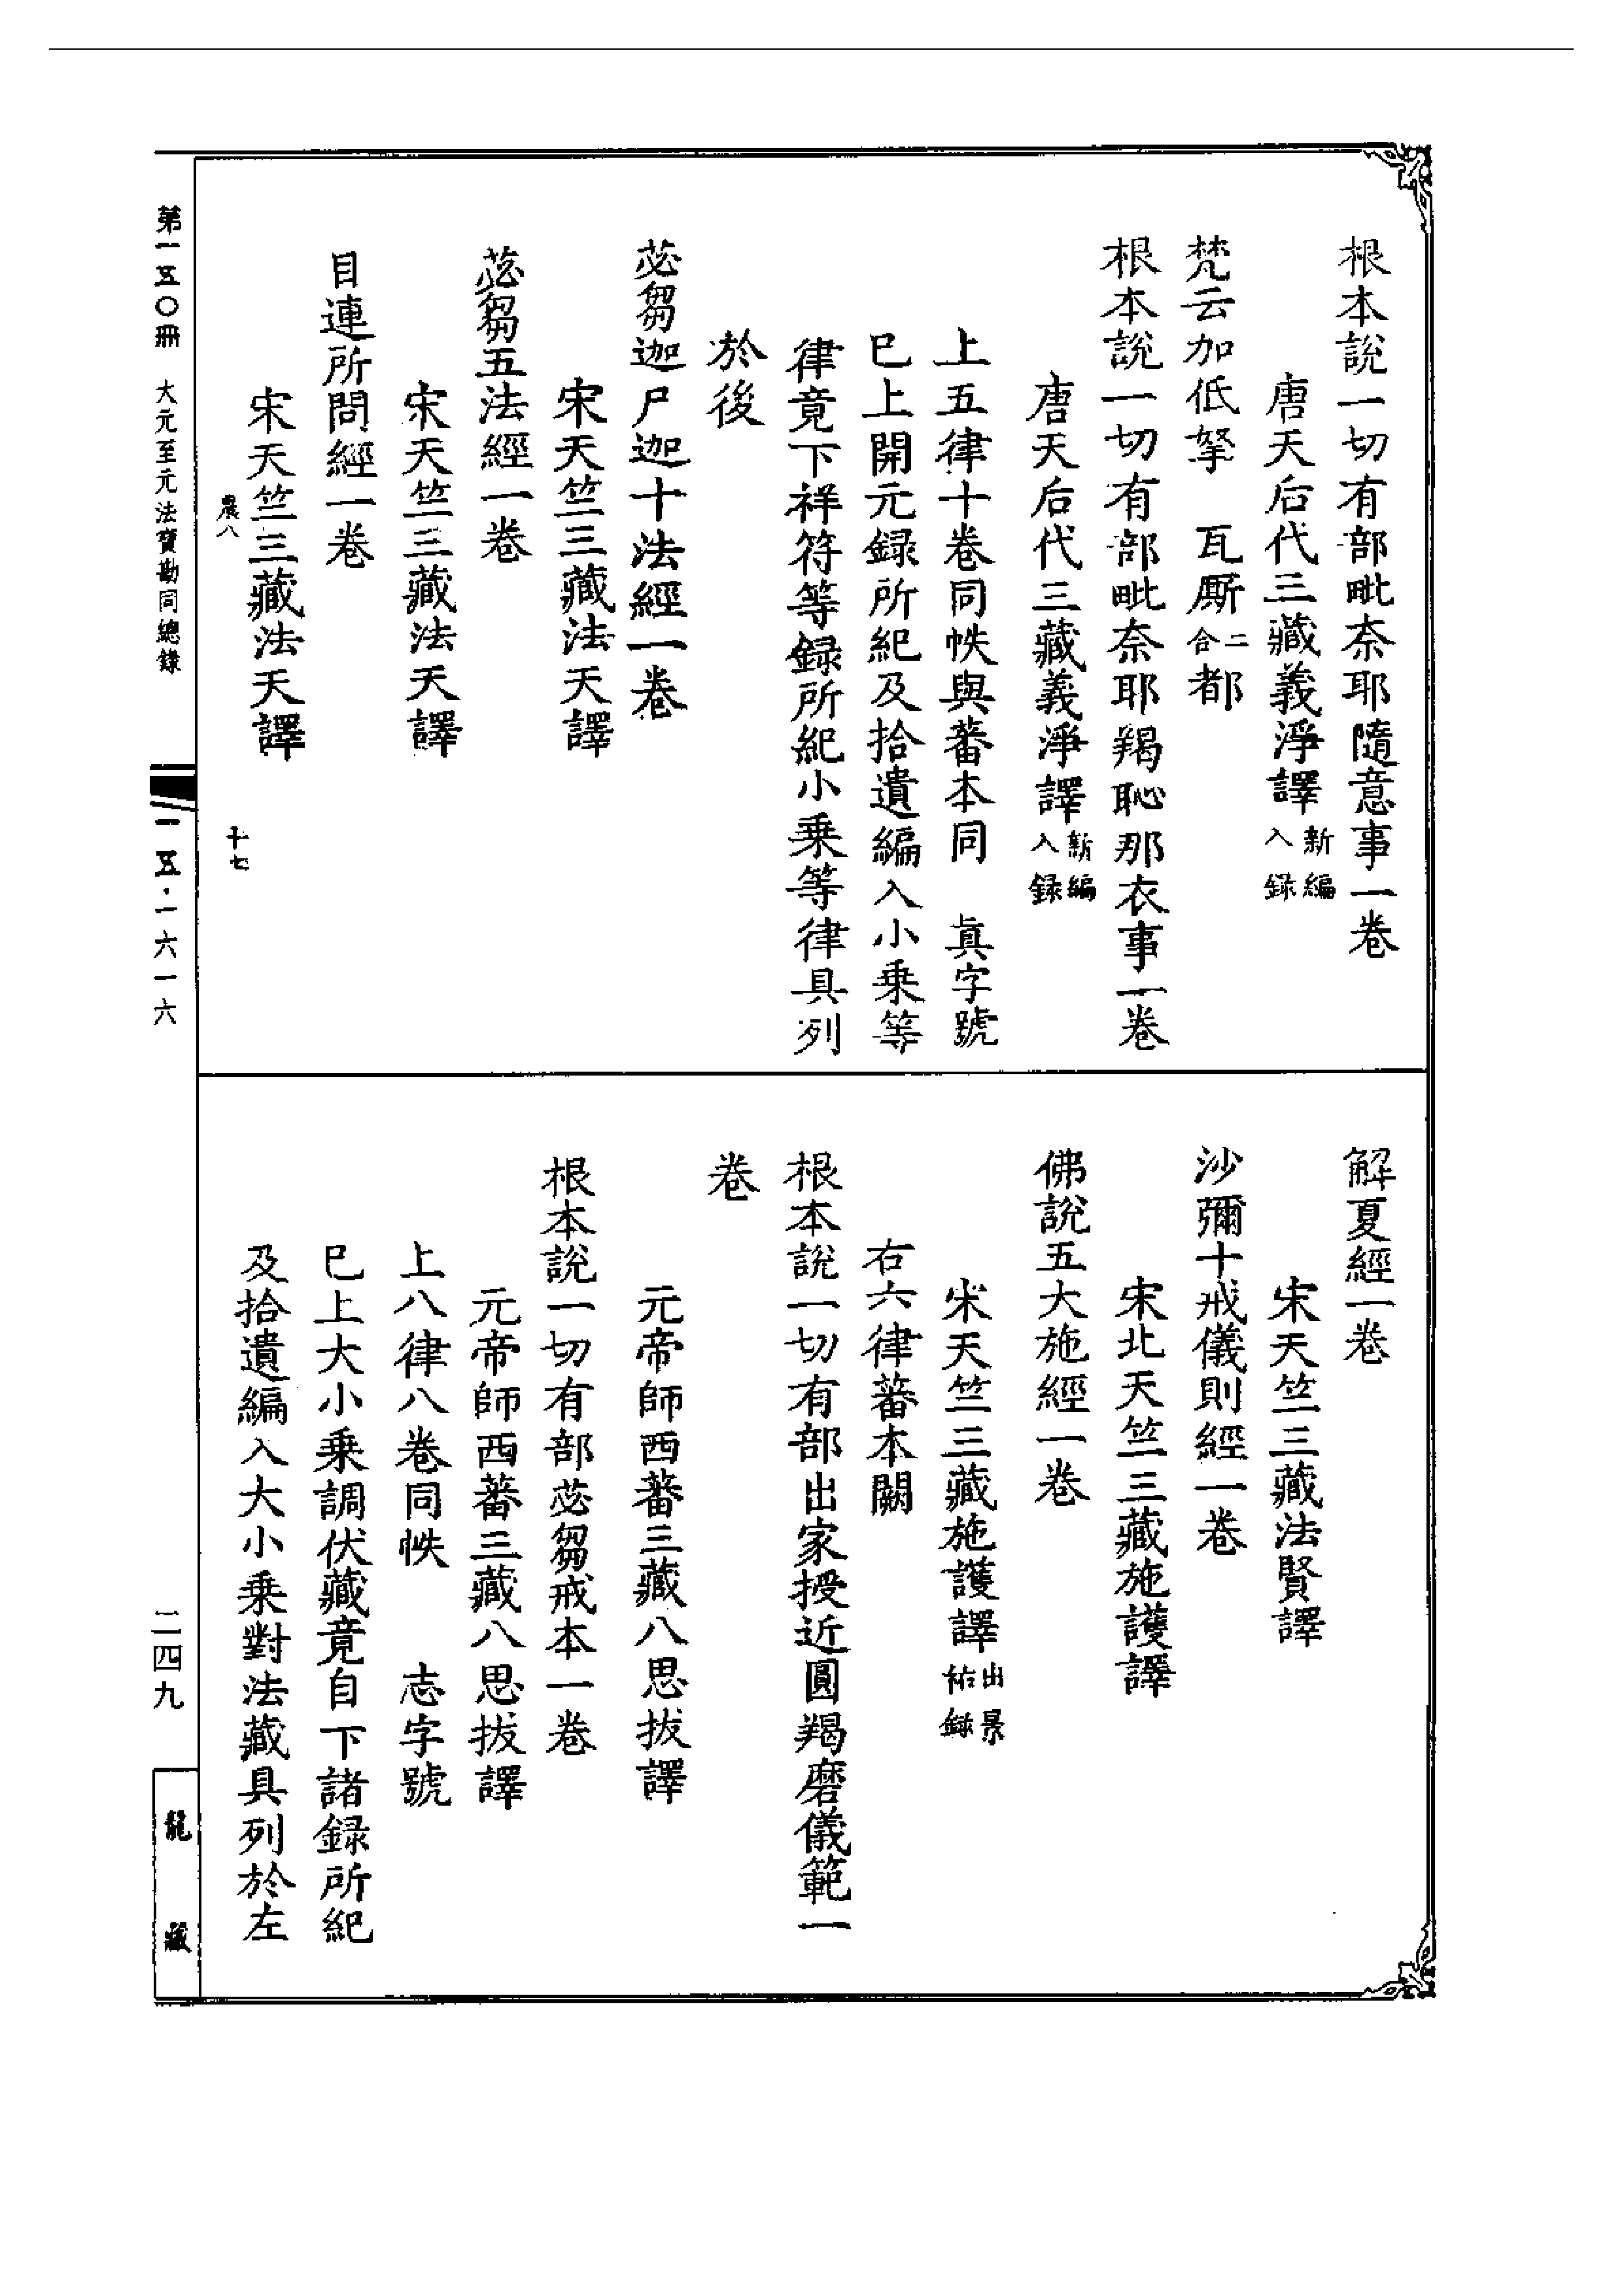 根本說一切有部毗奈耶隨意事一卷
唐天后代三藏義淨譯新編入録
梵云加低拏　瓦厮二合都
根本說一切有部毗奈耶羯恥那衣事一卷
唐天后代三藏義淨譯新編入録
上五律十卷同帙與蕃本同　真字號
已上開元録所紀及拾遺編入小乗等
律竟下祥符等録所紀小乗等律具列
於後
苾芻迦尸迦十法經一卷
宋天竺三藏法天譯
苾芻五法經一卷
宋天竺三藏法天譯
目連所問經一卷
宋天竺三藏法天譯
農八　十七
解夏經一卷
宋天竺三藏法賢譯
沙彌十戒儀則經一卷
宋北天竺三藏施護譯
佛說五大施經一卷
宋天竺三藏施護譯出景祐録
右六律蕃本闕
根本說一切有部出家授近圓羯磨儀範一
卷
元帝師西蕃三藏八思拔譯
根本說一切有部苾芻戒本一卷
元帝師西蕃三藏八思拔譯
上八律八卷同帙　志字號
已上大小乗調伏藏竟自下諸録所紀
及拾遺編入大小乗對法藏具列於左
第一五〇冊　大元至元法寶勘同總錄
一五·一六一六
二四九
龍藏